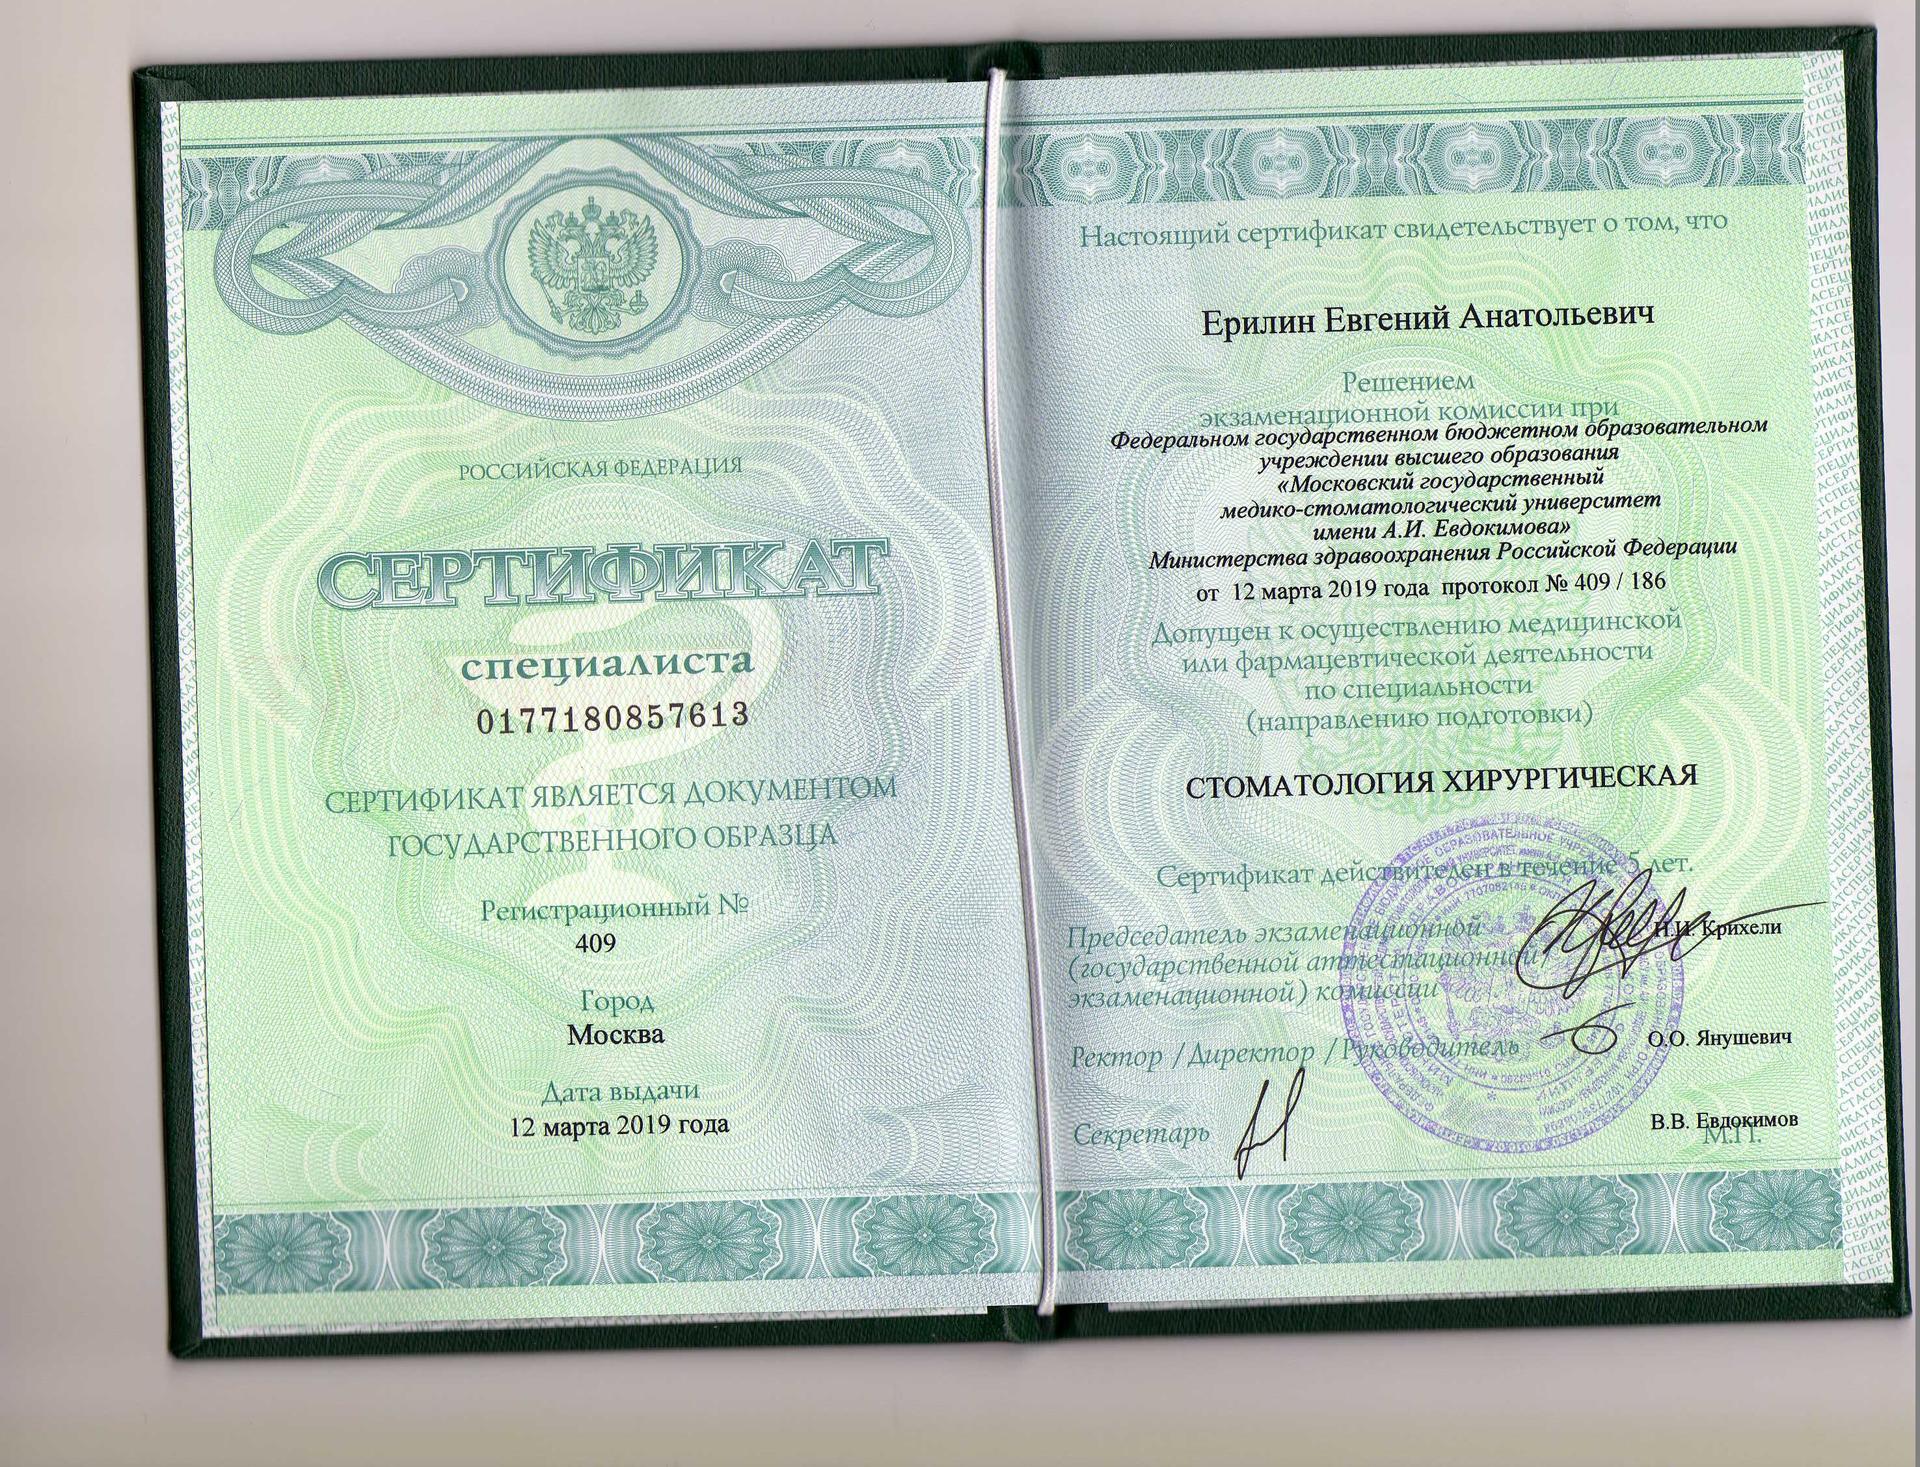 РОССИЙСКАЯ ФЕДЕРАЦИЯ
СЕРТИФИКАТ
специалиста
0177180857613
СЕРТИФИКАТ ЯВЛЯЕТСЯ ДОКУМЕНТОМ
ГОСУДАРСТВЕННОГО ОБРАЗЦА
Регистрационный №
409
Город
Москва
Дата выдачи
12 марта 2019 года
Настоящий сертификат свидетельствует о том, что
Ерилин Евгений Анатольевич
Решением
экзаменационной комиссии при
Федеральном государственном бюджетном образовательном
учреждении высшего образования
«Московский государственный
медико-стоматологический университет
имени А.И. Евдокимова»
Министерства здравоохранения Российской Федерации
от 12 марта 2019 года протокол № 409 / 186
Допущен к осуществлению медицинской
или фармацевтической деятельности
по специальности
(направлению подготовки)
СТОМАТОЛОГИЯ ХИРУРГИЧЕСКАЯ
Сертификат действителен в течение 5 лет.
Председатель экзаменационной
(государственной аттестационной/
экзаменационной) комиссии
Н.И. Крихели
Ректор /Директор /Руководитель
О.О. Янушевич
Секретарь
В.В. Евдокимов
М.П.